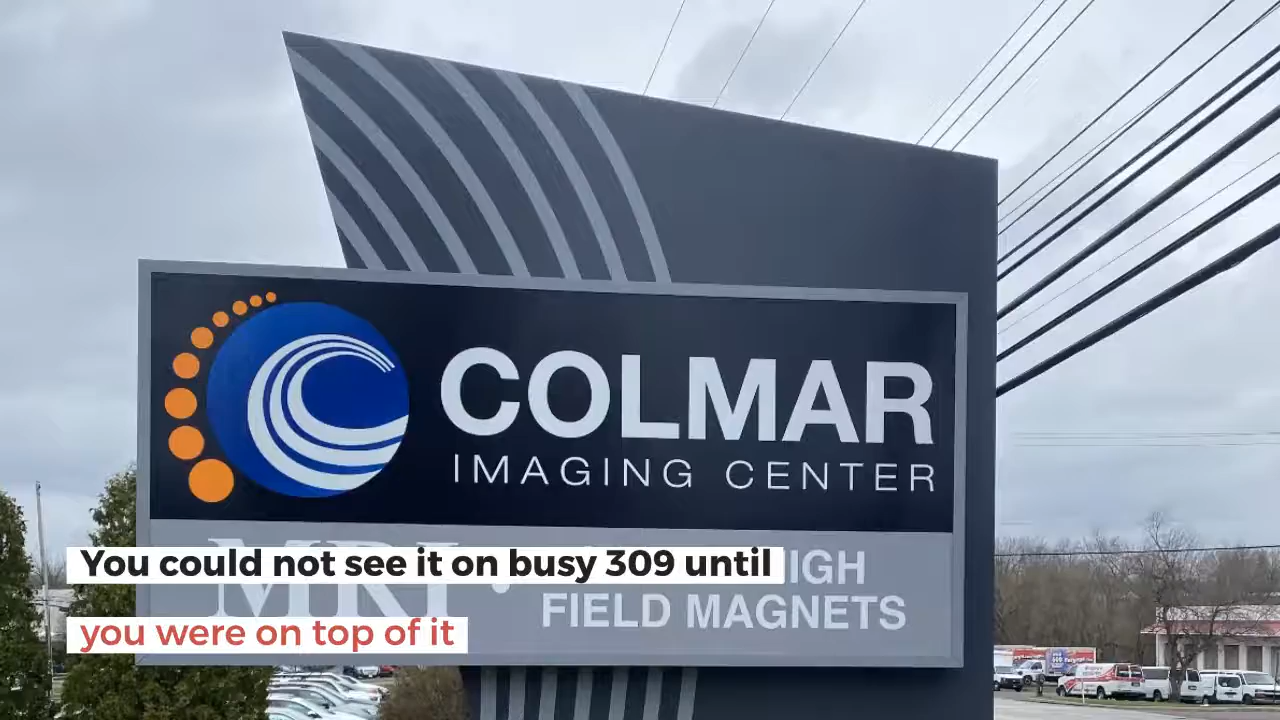 COLMAR
IMAGING CENTER
MRI
IGH
FIELD MAGNETS
You could not see it on busy 309 until
you were on top of it